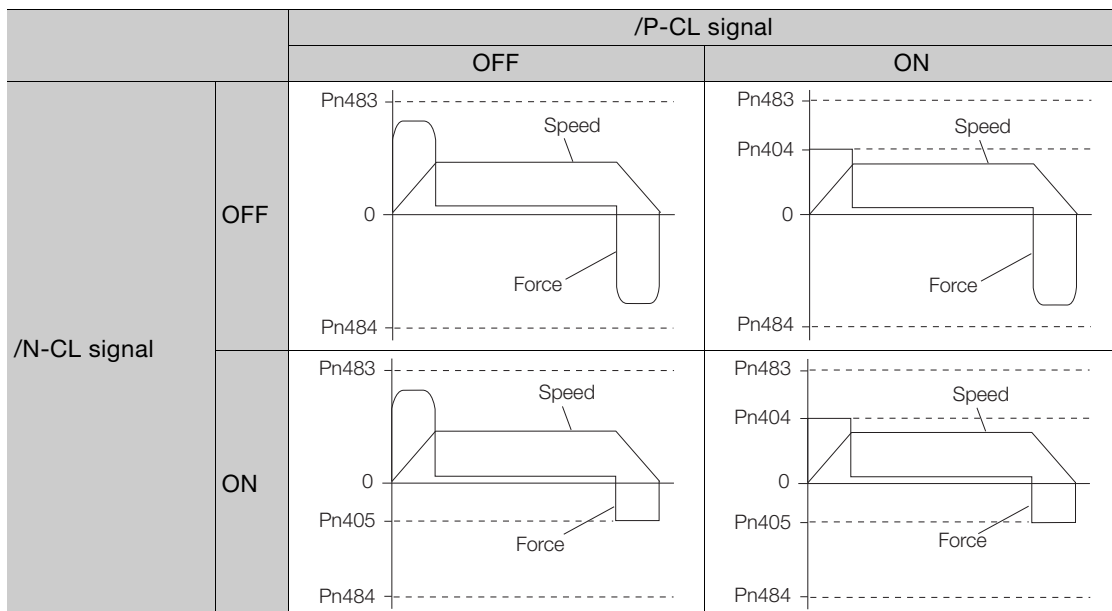 /P-CL signal
OFF
ON
/N-CL signal
OFF
Pn483
Speed
0
Force
Pn484
Pn483
Pn404
Speed
0
Force
Pn484
ON
Pn483
Speed
0
Pn405
Force
Pn484
Pn483
Pn404
Speed
0
Pn405
Force
Pn484